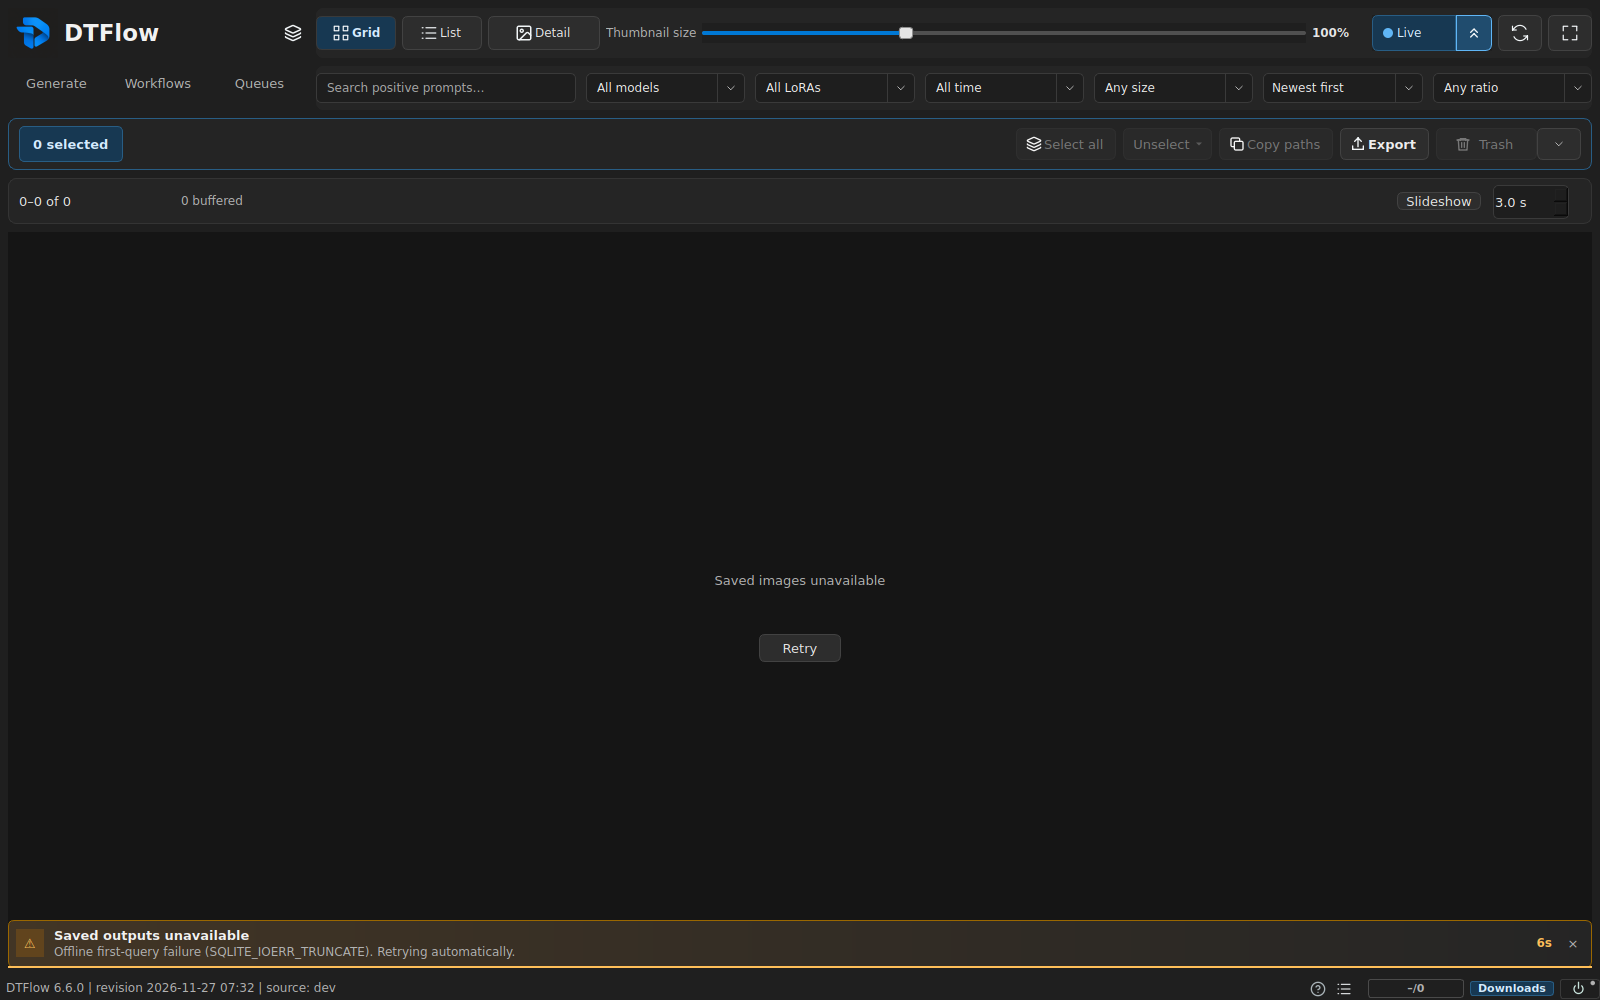 DTFlow
Grid
List
Detail
Thumbnail size
100%
Live
Generate
Workflows
Queues
Search positive prompts...
All models
All LoRAs
All time
Any size
Newest first
Any ratio
0 selected
Select all
Unselect
Copy paths
Export
Trash
0–0 of 0
0 buffered
Slideshow
3.0 s
Saved images unavailable
Retry
Saved outputs unavailable
Offline first-query failure (SQLITE_IOERR_TRUNCATE). Retrying automatically.
6s
DTFlow 6.6.0 | revision 2026-11-27 07:32 | source: dev
–/0
Downloads